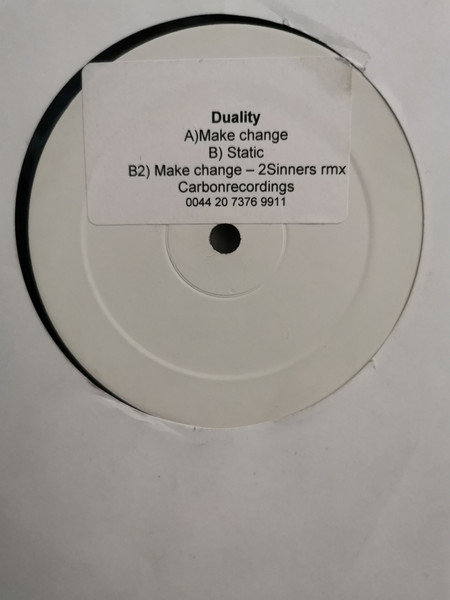 Duality
A)Make change
B) Static
B2) Make change – 2Sinners rmx
Carbonrecordings
0044 20 7376 9911